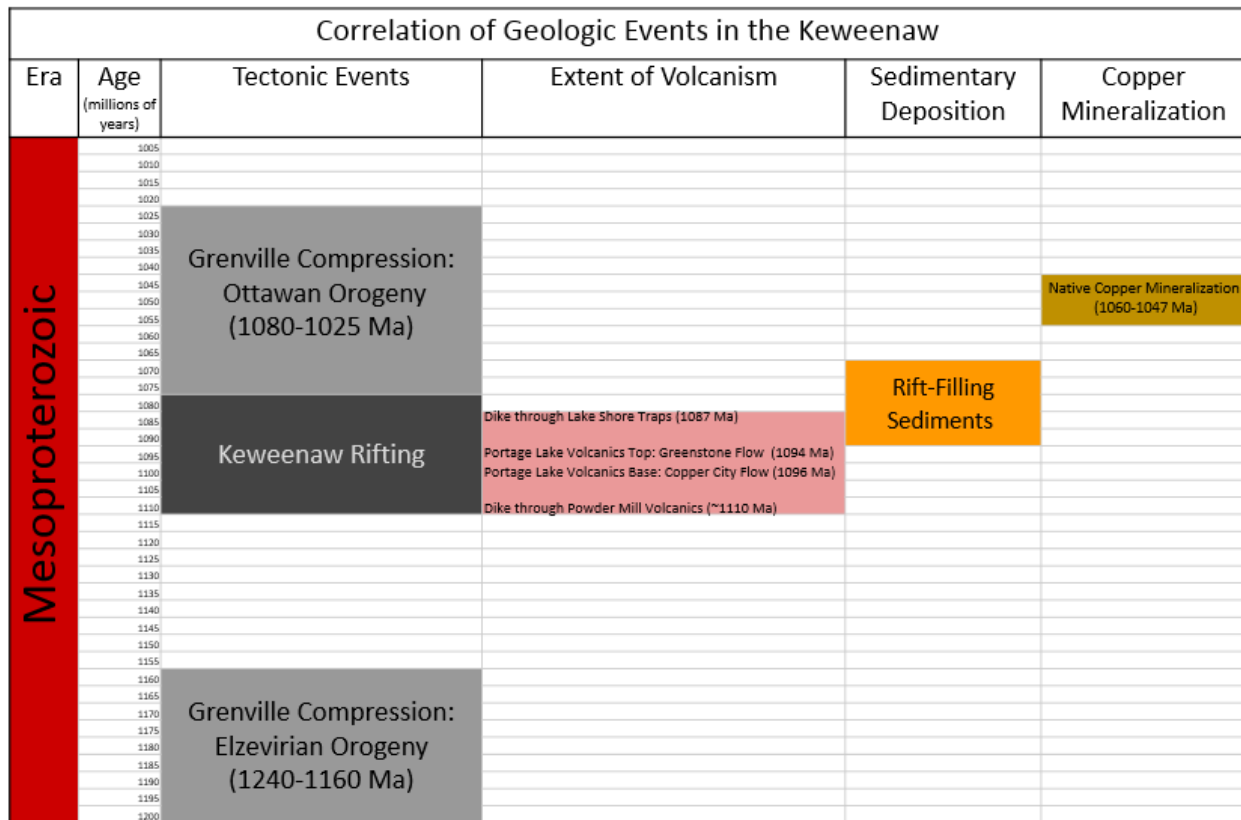 Correlation of Geologic Events in the Keweenaw
Era
Age
(millions of
years)
Tectonic Events
Extent of Volcanism
Sedimentary
Deposition
Copper
Mineralization
Mesoproterozoic
1005
1010
1015
1020
1025
1030
1035
1040
1045
1050
1055
1060
1065
1070
1075
1080
1085
1090
1095
1100
1105
1110
1115
1120
1125
1130
1135
1140
1145
1150
1155
1160
1165
1170
1175
1180
1185
1190
1195
1200
Grenville Compression:
Ottawan Orogeny
(1080-1025 Ma)
Keweenaw Rifting
Grenville Compression:
Elzevirian Orogeny
(1240-1160 Ma)
Dike through Lake Shore Traps (1087 Ma)
Portage Lake Volcanics Top: Greenstone Flow (1094 Ma)
Portage Lake Volcanics Base: Copper City Flow (1096 Ma)
Dike through Powder Mill Volcanics (~1110 Ma)
Rift-Filling
Sediments
Native Copper Mineralization
(1060-1047 Ma)